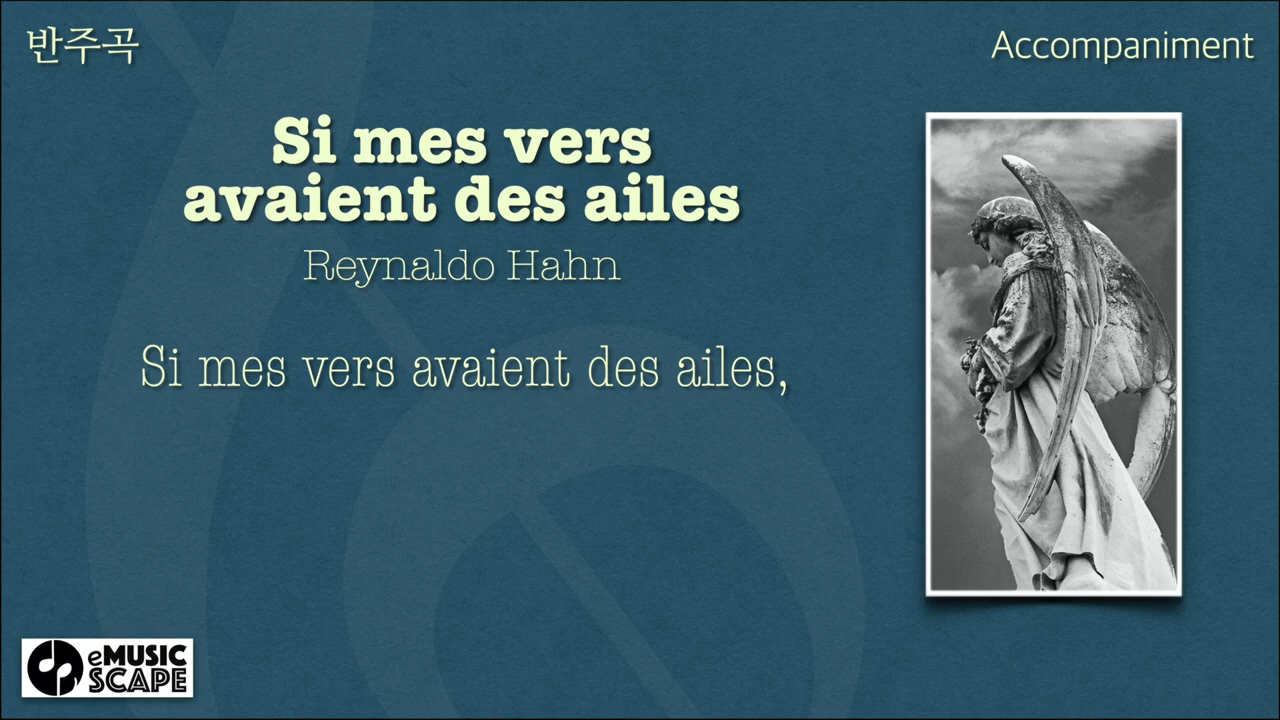 반주곡
Accompaniment
Si mes vers
avaient des ailes
Reynaldo Hahn
Si mes vers avaient des ailes,
eMUSIC
SCAPE